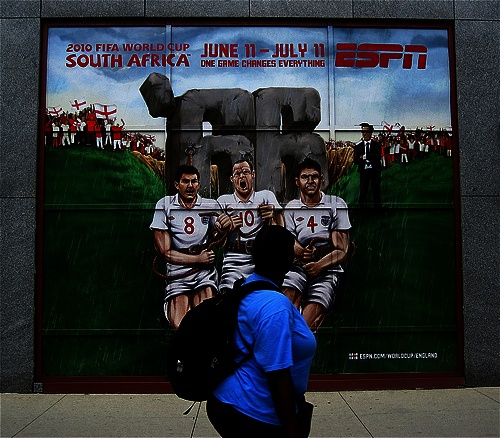 2010 FIFA WORLD CUP
SOUTH AFRICA
JUNE 11 – JULY 11
ONE GAME CHANGES EVERYTHING
ESPN
8
10
4
ESPN.COM/WORLDCUP/ENGLAND